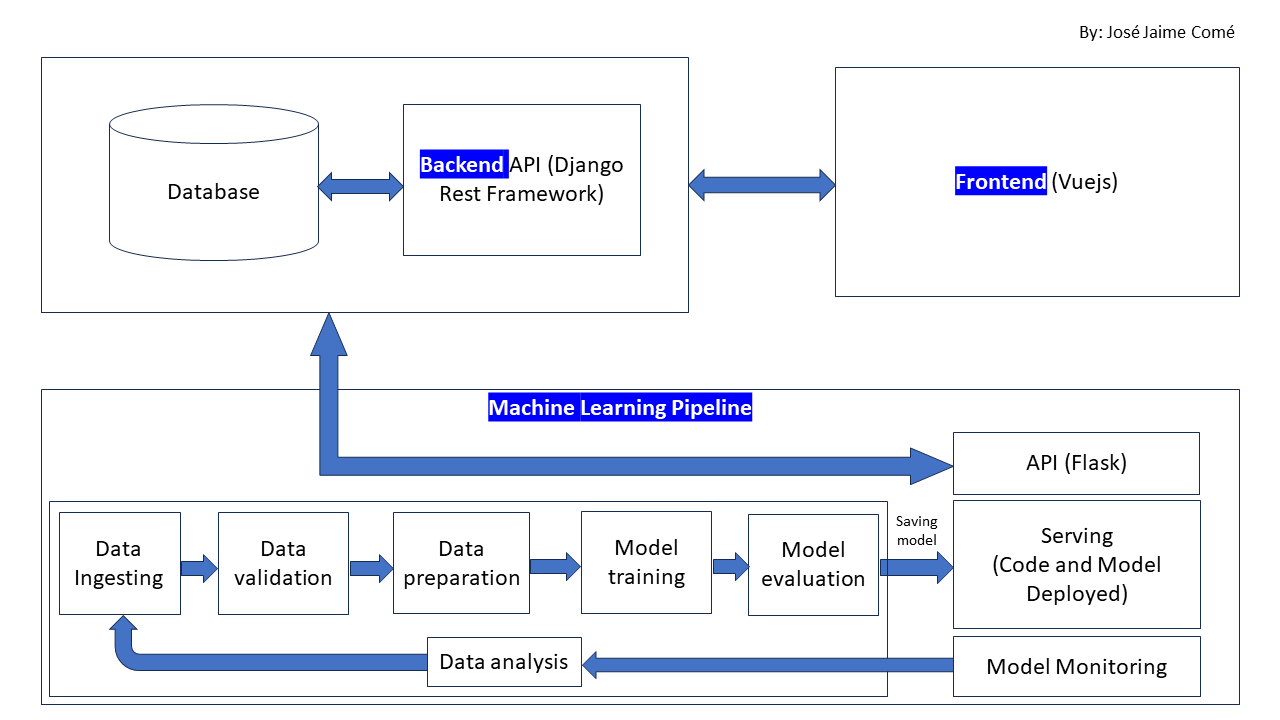 By: José Jaime Comé
Database
Backend API (Django
Rest Framework)
Frontend (Vuejs)
Machine Learning Pipeline
API (Flask)
Data
Ingesting
Data
validation
Data
preparation
Model
training
Model
evaluation
Saving
model
Serving
(Code and Model
Deployed)
Data analysis
Model Monitoring